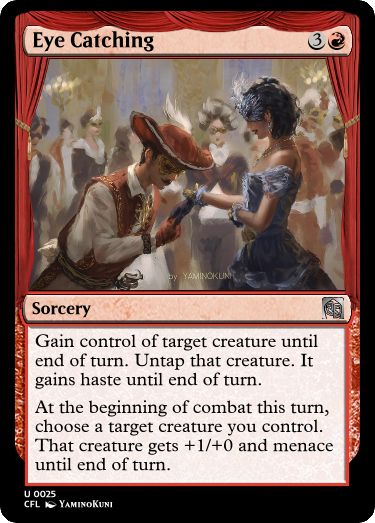 Eye Catching 3
by YAMINOKUNI
Sorcery
Gain control of target creature until
end of turn. Untap that creature. It
gains haste until end of turn.
At the beginning of combat this turn,
choose a target creature you control.
That creature gets +1/+0 and menace
until end of turn.
U 0025
CFL YaminoKuni